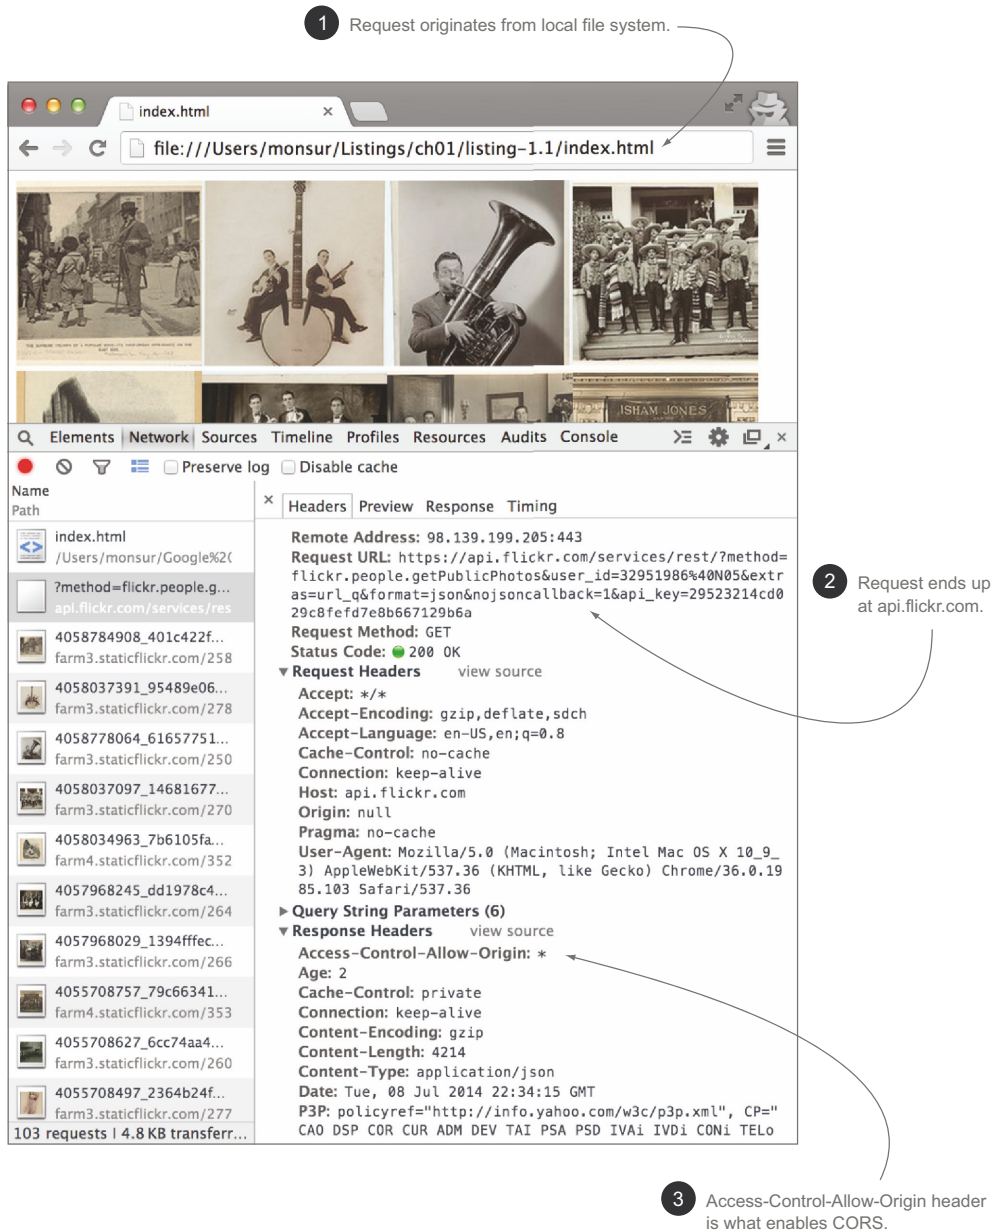 1 Request originates from local file system.
index.html ×
file:///Users/monsur/Listings/ch01/listing-1.1/index.html
ISHAM JONES
Elements Network Sources Timeline Profiles Resources Audits Console ×
Preserve log Disable cache
Name
Path
× Headers Preview Response Timing
index.html
/Users/monsur/Google%2(
?method=flickr.people.g...
api.flickr.com/services/res
4058784908_401c422f...
farm3.staticflickr.com/258
4058037391_95489e06...
farm3.staticflickr.com/278
4058778064_61657751...
farm3.staticflickr.com/250
4058037097_14681677...
farm3.staticflickr.com/270
4058034963_7b6105fa...
farm4.staticflickr.com/352
4057968245_dd1978c4...
farm3.staticflickr.com/264
4057968029_1394fffec...
farm3.staticflickr.com/266
4055708757_79c66341...
farm4.staticflickr.com/353
4055708627_6cc74aa4...
farm3.staticflickr.com/260
4055708497_2364b24f...
farm3.staticflickr.com/277
103 requests | 4.8 KB transferr...
Remote Address: 98.139.199.205:443
Request URL: https://api.flickr.com/services/rest/?method=
flickr.people.getPublicPhotos&user_id=32951986%40N05&extr
as=url_q&format=json&nojsoncallback=1&api_key=29523214cd0
29c8fefd7e8b667129b6a
Request Method: GET
Status Code: 200 OK
Request Headers view source
Accept: */*
Accept-Encoding: gzip,deflate,sdch
Accept-Language: en-US,en;q=0.8
Cache-Control: no-cache
Connection: keep-alive
Host: api.flickr.com
Origin: null
Pragma: no-cache
User-Agent: Mozilla/5.0 (Macintosh; Intel Mac OS X 10_9_
3) AppleWebKit/537.36 (KHTML, like Gecko) Chrome/36.0.19
85.103 Safari/537.36
Query String Parameters (6)
Response Headers view source
Access-Control-Allow-Origin: *
Age: 2
Cache-Control: private
Connection: keep-alive
Content-Encoding: gzip
Content-Length: 4214
Content-Type: application/json
Date: Tue, 08 Jul 2014 22:34:15 GMT
P3P: policyref="http://info.yahoo.com/w3c/p3p.xml", CP="
CAO DSP COR CUR ADM DEV TAI PSA PSD IVAi IVDi CONi TELo
2 Request ends up
at api.flickr.com.
3 Access-Control-Allow-Origin header
is what enables CORS.